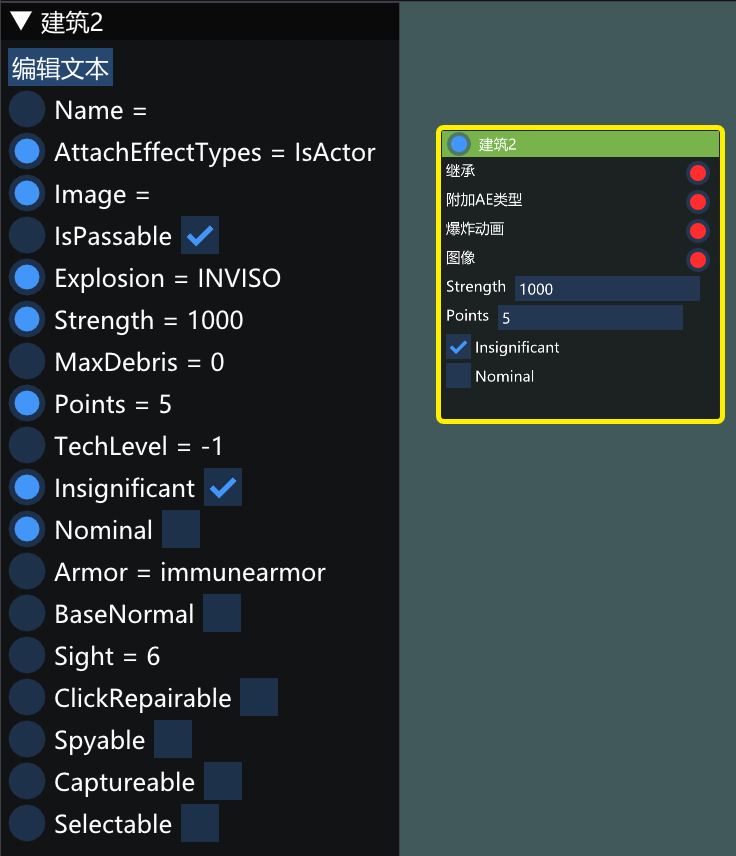 建筑2
编辑文本
Name =
AttachEffectTypes = IsActor
Image =
IsPassable
Explosion = INVISO
Strength = 1000
MaxDebris = 0
Points = 5
TechLevel = -1
Insignificant
Nominal
Armor = immunearmor
BaseNormal
Sight = 6
ClickRepairable
Spyable
Captureable
Selectable
建筑2
继承
附加AE类型
爆炸动画
图像
Strength 1000
Points 5
Insignificant
Nominal